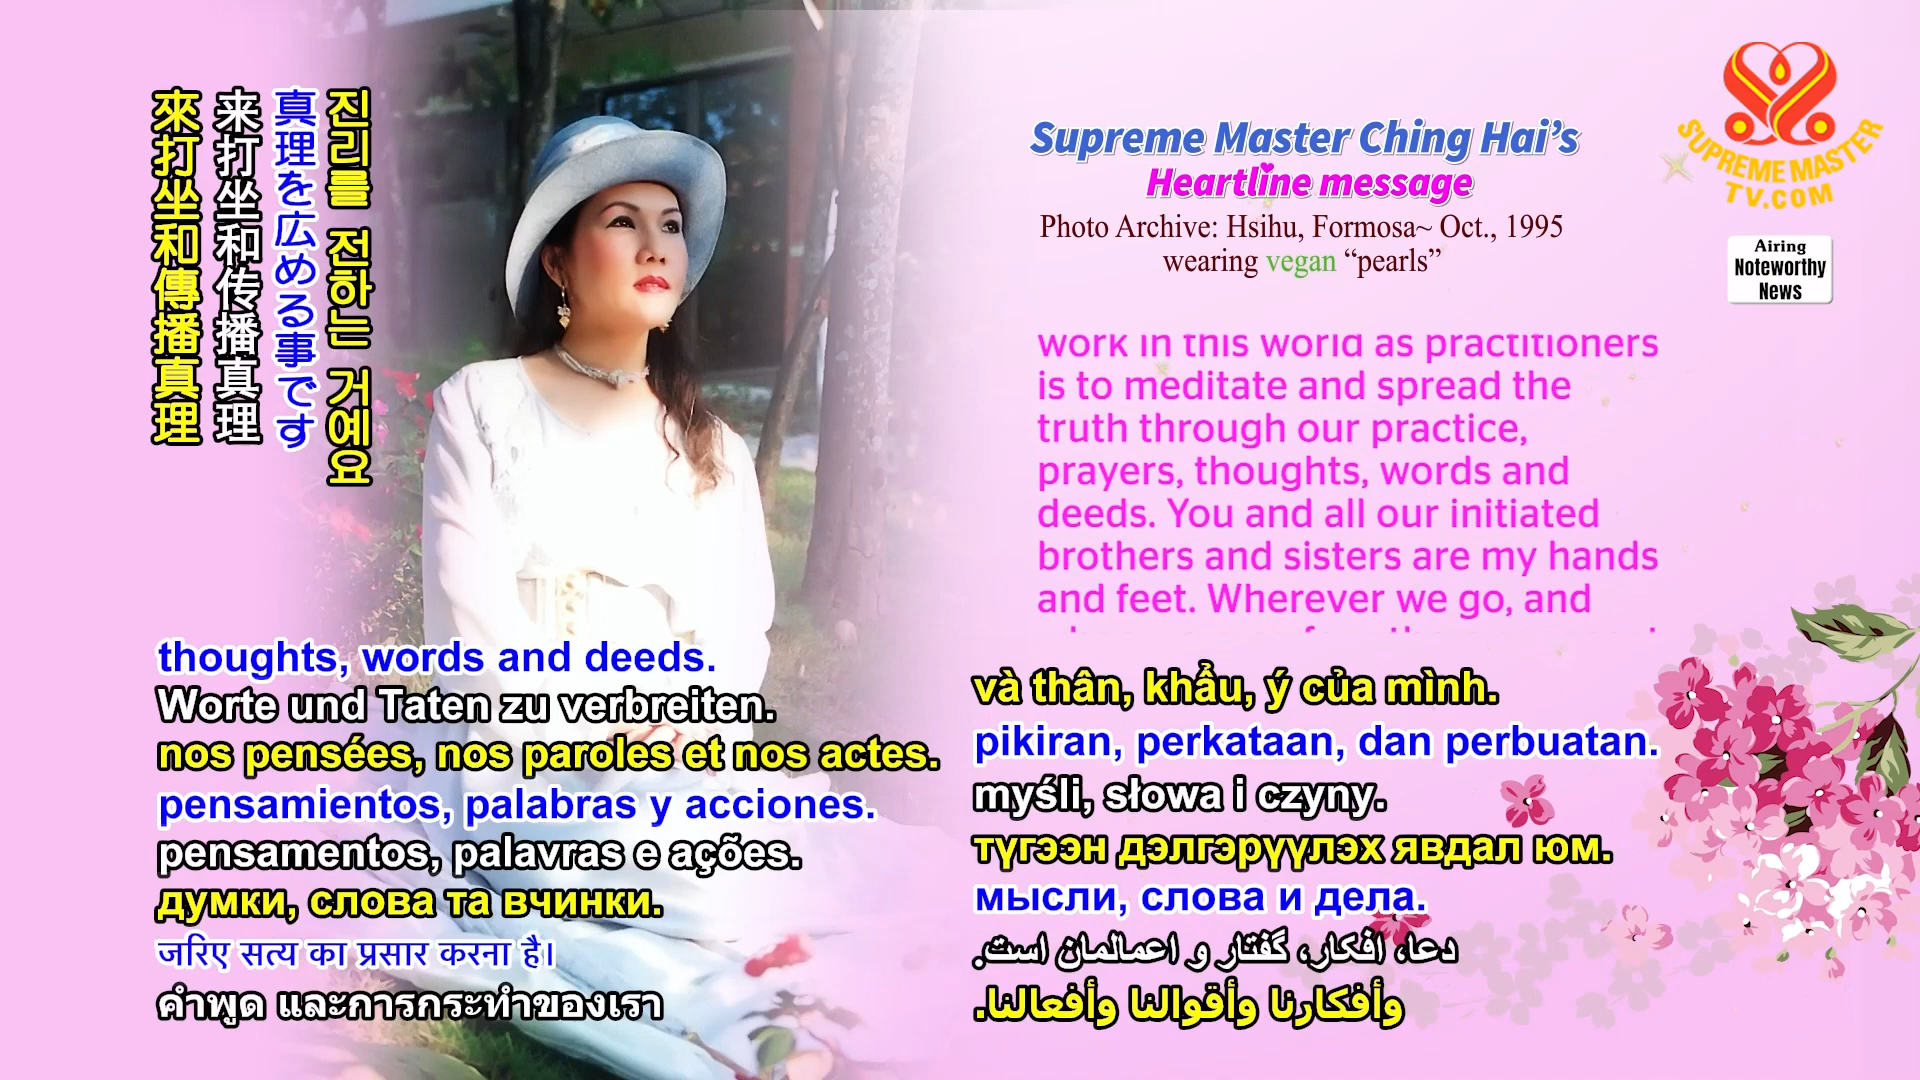 來打坐和傳播真理
来打坐和传播真理
真理を広める事です
진리를 전하는 거예요
Supreme Master Ching Hai’s
Heartline message
Photo Archive: Hsihu, Formosa~ Oct., 1995
wearing vegan “pearls”
SUPREME MASTER
TV.COM
Airing
Noteworthy
News
work in this world as practitioners
is to meditate and spread the
truth through our practice,
prayers, thoughts, words and
deeds. You and all our initiated
brothers and sisters are my hands
and feet. Wherever we go, and
thoughts, words and deeds.
Worte und Taten zu verbreiten.
nos pensées, nos paroles et nos actes.
pensamientos, palabras y acciones.
pensamentos, palavras e ações.
думки, слова та вчинки.
जरिए सत्य का प्रसार करना है।
คำพูด และการกระทำของเรา
và thân, khẩu, ý của mình.
pikiran, perkataan, dan perbuatan.
myśli, słowa i czyny.
түгээн дэлгэрүүлэх явдал юм.
мысли, слова и дела.
دعا، افکار، گفتار و اعمالمان است.
وأفكارنا وأقوالنا وأفعالنا.